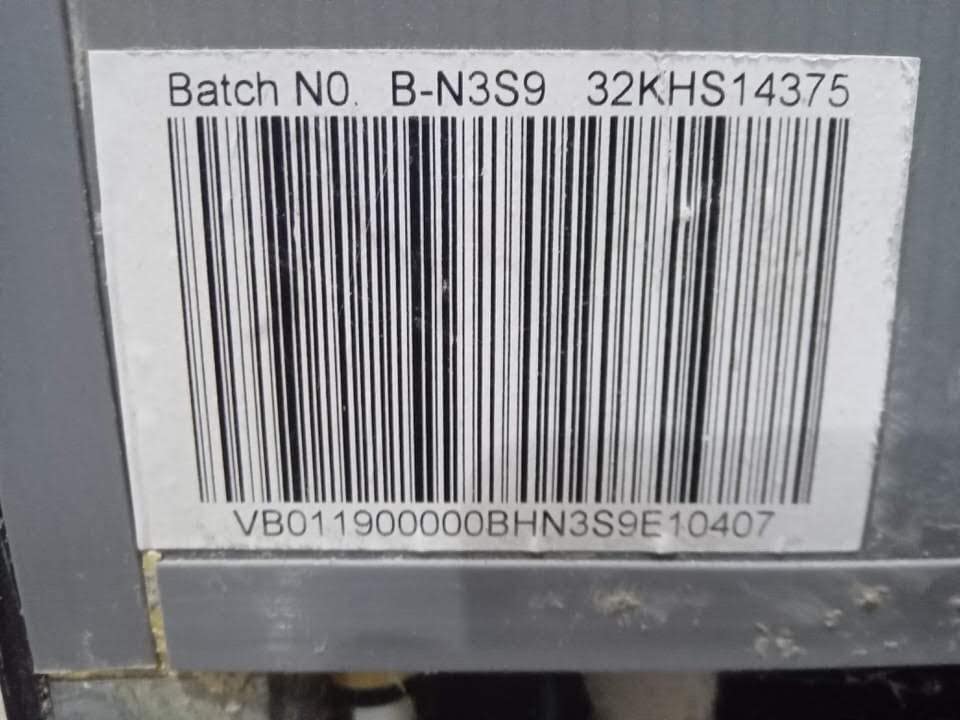 Batch N0. B-N3S9 32KHS14375
VB011900000BHN3S9E10407